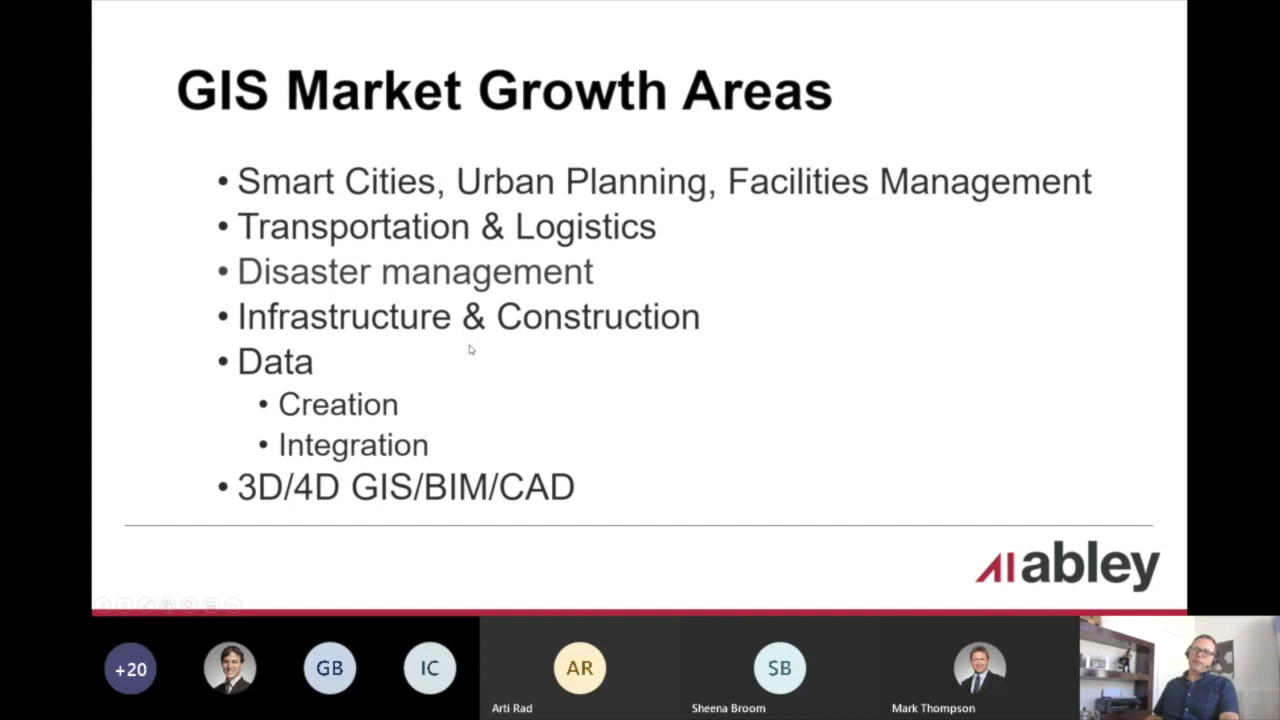 GIS Market Growth Areas
• Smart Cities, Urban Planning, Facilities Management
• Transportation & Logistics
• Disaster management
• Infrastructure & Construction
• Data
• Creation
• Integration
• 3D/4D GIS/BIM/CAD
abley
+20
GB
IC
AR
SB
Arti Rad
Sheena Broom
Mark Thompson